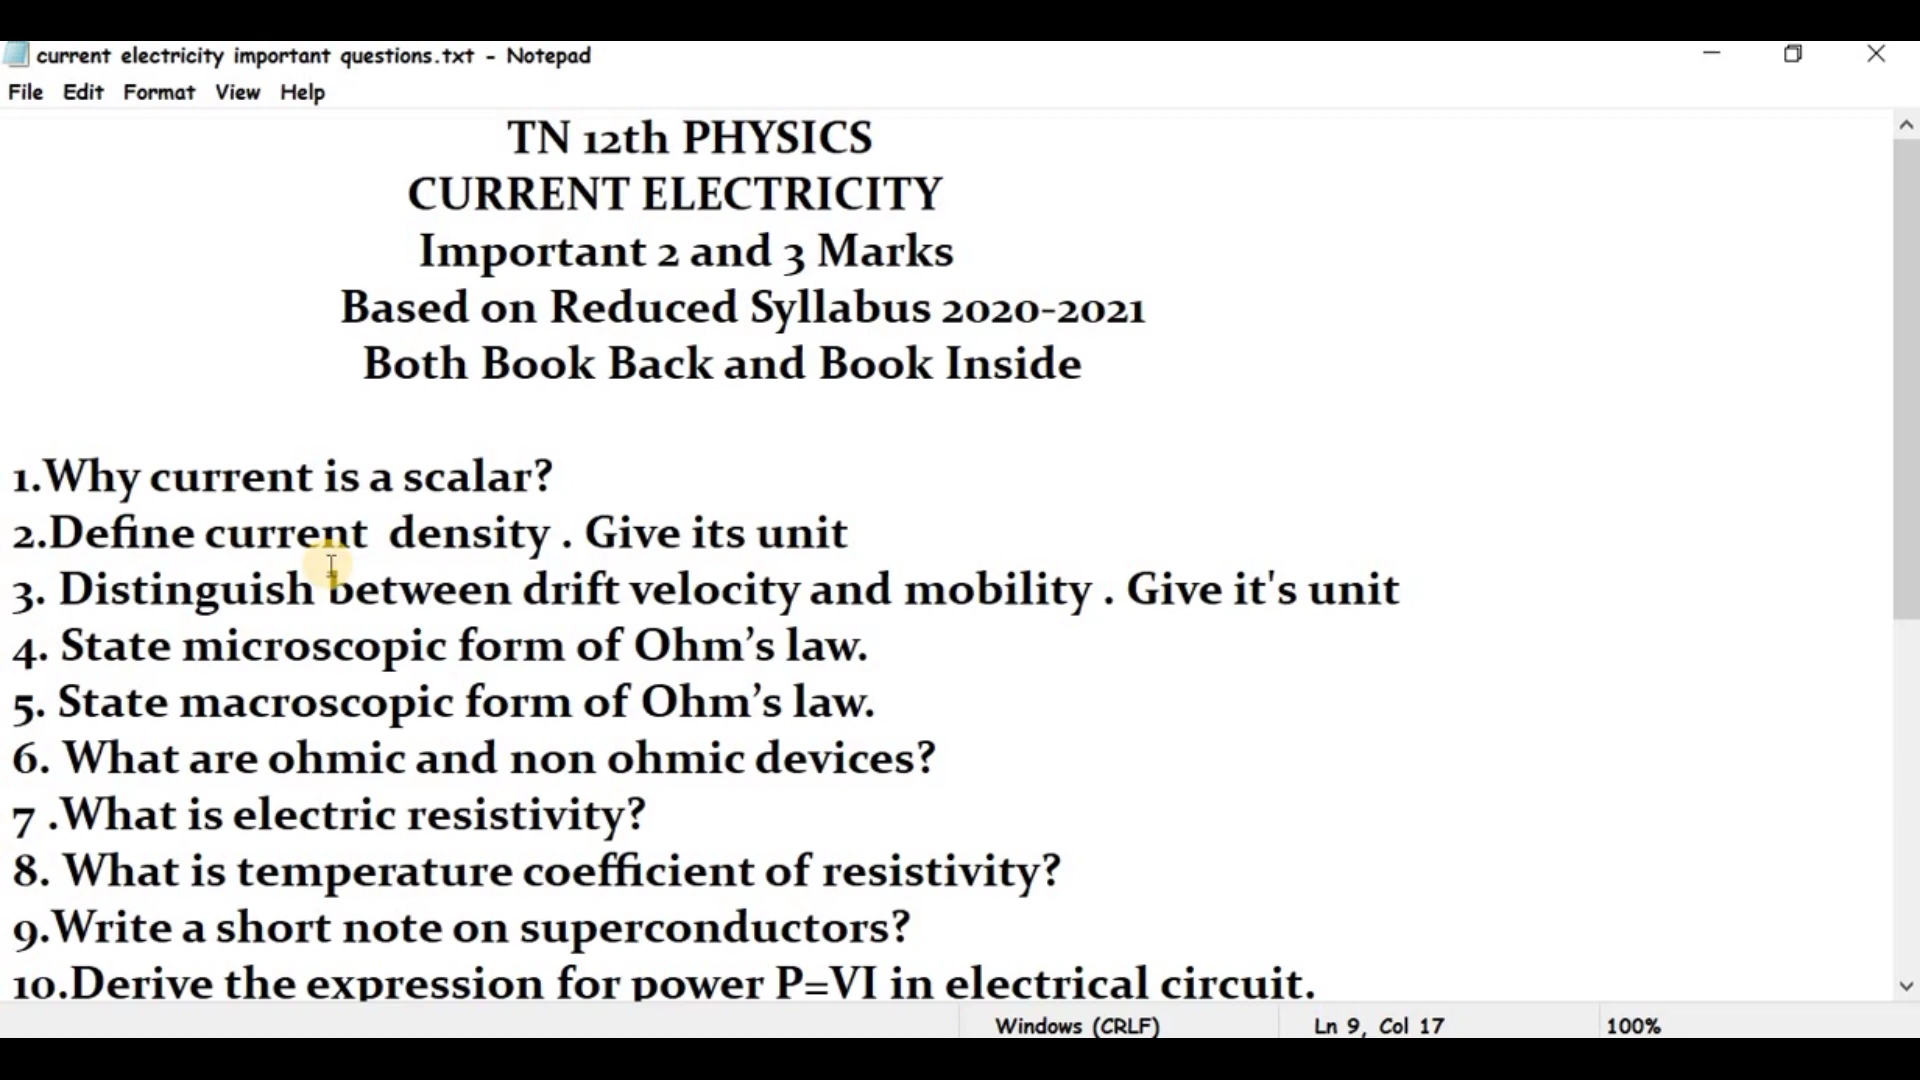 current electricity important questions.txt - Notepad
File Edit Format View Help
TN 12th PHYSICS
CURRENT ELECTRICITY
Important 2 and 3 Marks
Based on Reduced Syllabus 2020-2021
Both Book Back and Book Inside
1.Why current is a scalar?
2.Define current  density . Give its unit
3. Distinguish between drift velocity and mobility . Give it's unit
4. State microscopic form of Ohm’s law.
5. State macroscopic form of Ohm’s law.
6. What are ohmic and non ohmic devices?
7 .What is electric resistivity?
8. What is temperature coefficient of resistivity?
9.Write a short note on superconductors?
10.Derive the expression for power P=VI in electrical circuit.
Windows (CRLF) Ln 9, Col 17 100%